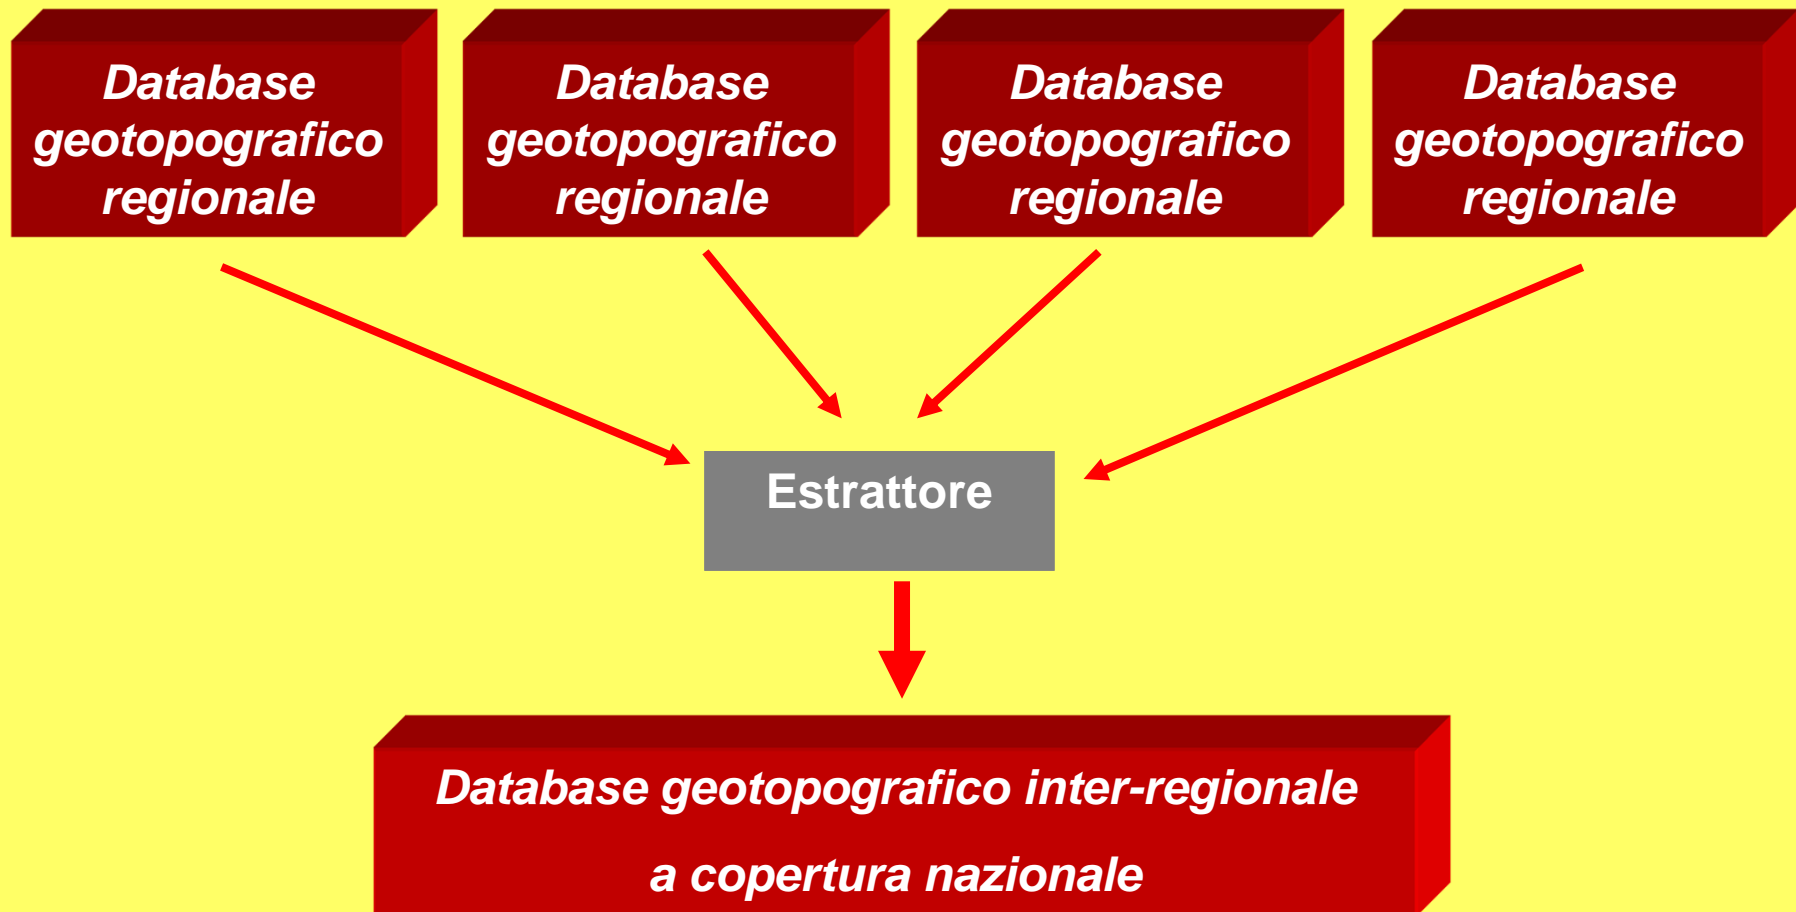 Database
geotopografico
regionale
Database
geotopografico
regionale
Database
geotopografico
regionale
Database
geotopografico
regionale
Estrattore
Database geotopografico inter-regionale
a copertura nazionale